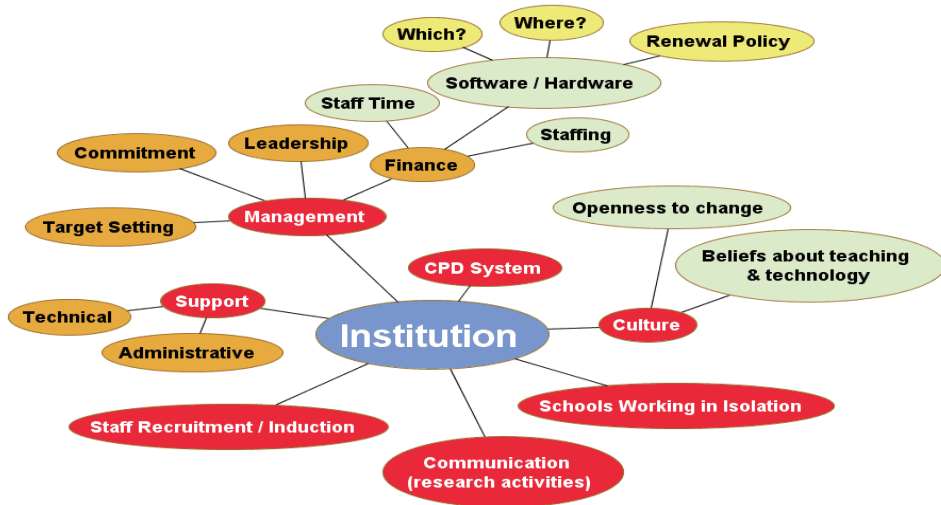 Which?
Where?
Renewal Policy
Software / Hardware
Staff Time
Staffing
Leadership
Commitment
Finance
Management
Target Setting
Openness to change
Beliefs about teaching
& technology
CPD System
Support
Technical
Culture
Institution
Administrative
Schools Working in Isolation
Staff Recruitment / Induction
Communication
(research activities)